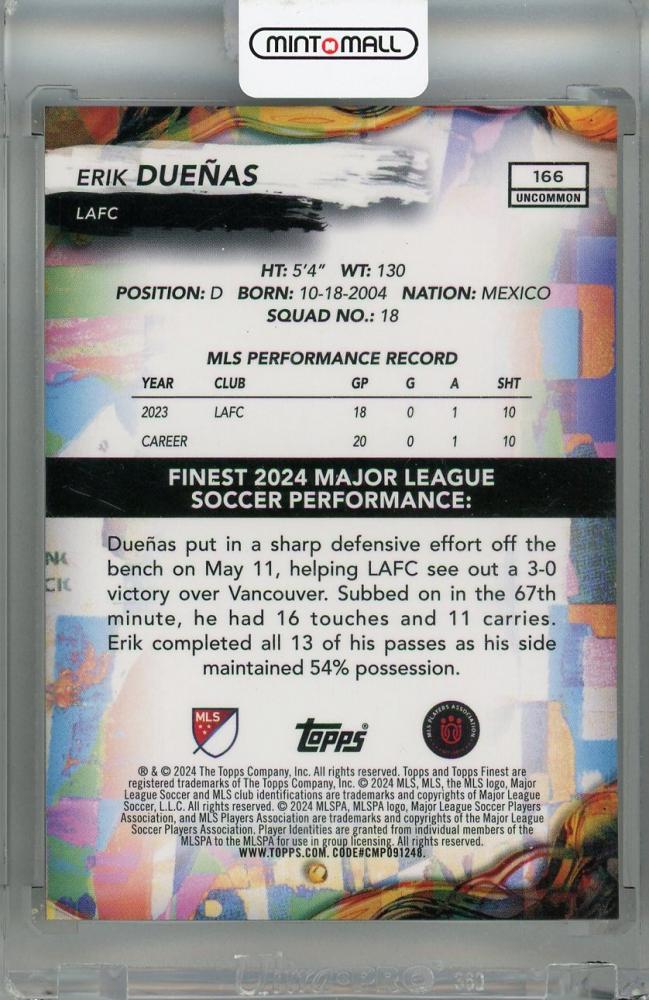 MINT MALL
ERIK DUEÑAS
166
UNCOMMON
LAFC
HT: 5'4" WT: 130
POSITION: D BORN: 10-18-2004 NATION: MEXICO
SQUAD NO.: 18
MLS PERFORMANCE RECORD
YEAR CLUB GP G A SHT
2023 LAFC 18 0 1 10
CAREER 20 0 1 10
FINEST 2024 MAJOR LEAGUE
SOCCER PERFORMANCE:
Dueñas put in a sharp defensive effort off the
bench on May 11, helping LAFC see out a 3-0
victory over Vancouver. Subbed on in the 67th
minute, he had 16 touches and 11 carries.
Erik completed all 13 of his passes as his side
maintained 54% possession.
MLS
topps®
MLS PLAYERS ASSOCIATION
® & © 2024 The Topps Company, Inc. All rights reserved. Topps and Topps Finest are
registered trademarks of The Topps Company, Inc. © 2024 MLS, MLS, the MLS logo, Major
League Soccer and MLS club identifications are trademarks and copyrights of Major League
Soccer, L.L.C. All rights reserved. © 2024 MLSPA, MLSPA logo, Major League Soccer Players
Association, and MLS Players Association are trademarks and copyrights of the Major League
Soccer Players Association. Player Identities are granted from individual members of the
MLSPA to the MLSPA for use in group licensing. All rights reserved.
WWW.TOPPS.COM. CODE#CMP091248.
Ultra PRO 360